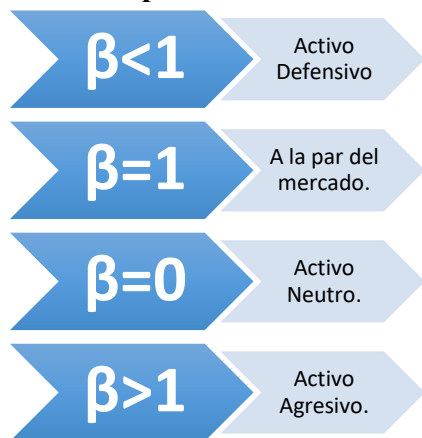 β<1
Activo
Defensivo
β=1
A la par del
mercado.
β=0
Activo
Neutro.
β>1
Activo
Agresivo.